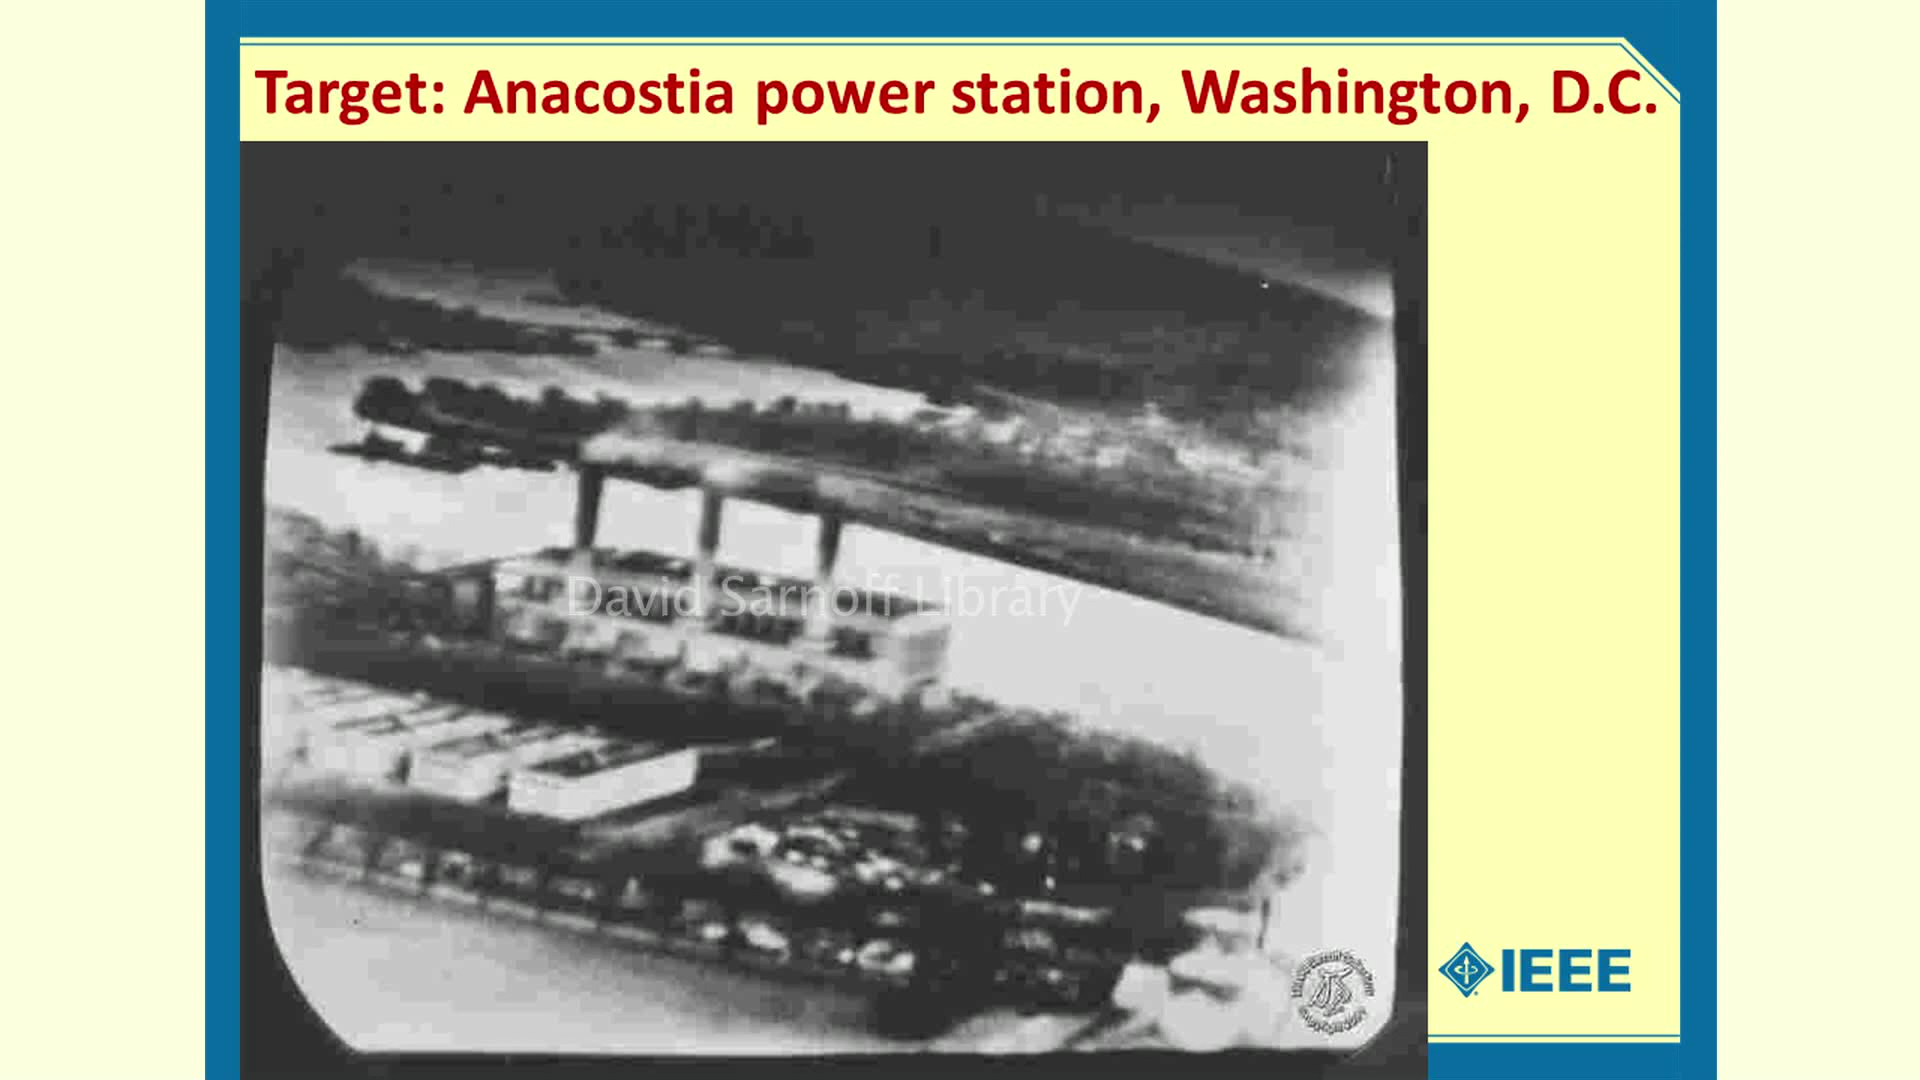 Target: Anacostia power station, Washington, D.C.
David Sarnoff Library
IEEE